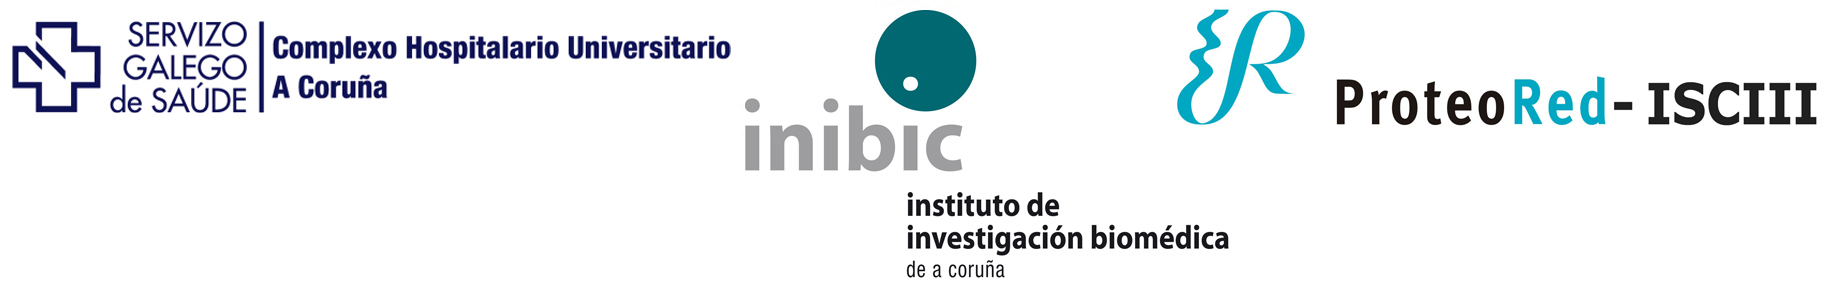 SERVIZO
GALEGO
de SAÚDE
Complexo Hospitalario Universitario
A Coruña
inibic
instituto de
investigación biomédica
de a coruña
R
ProteoRed- ISCIII